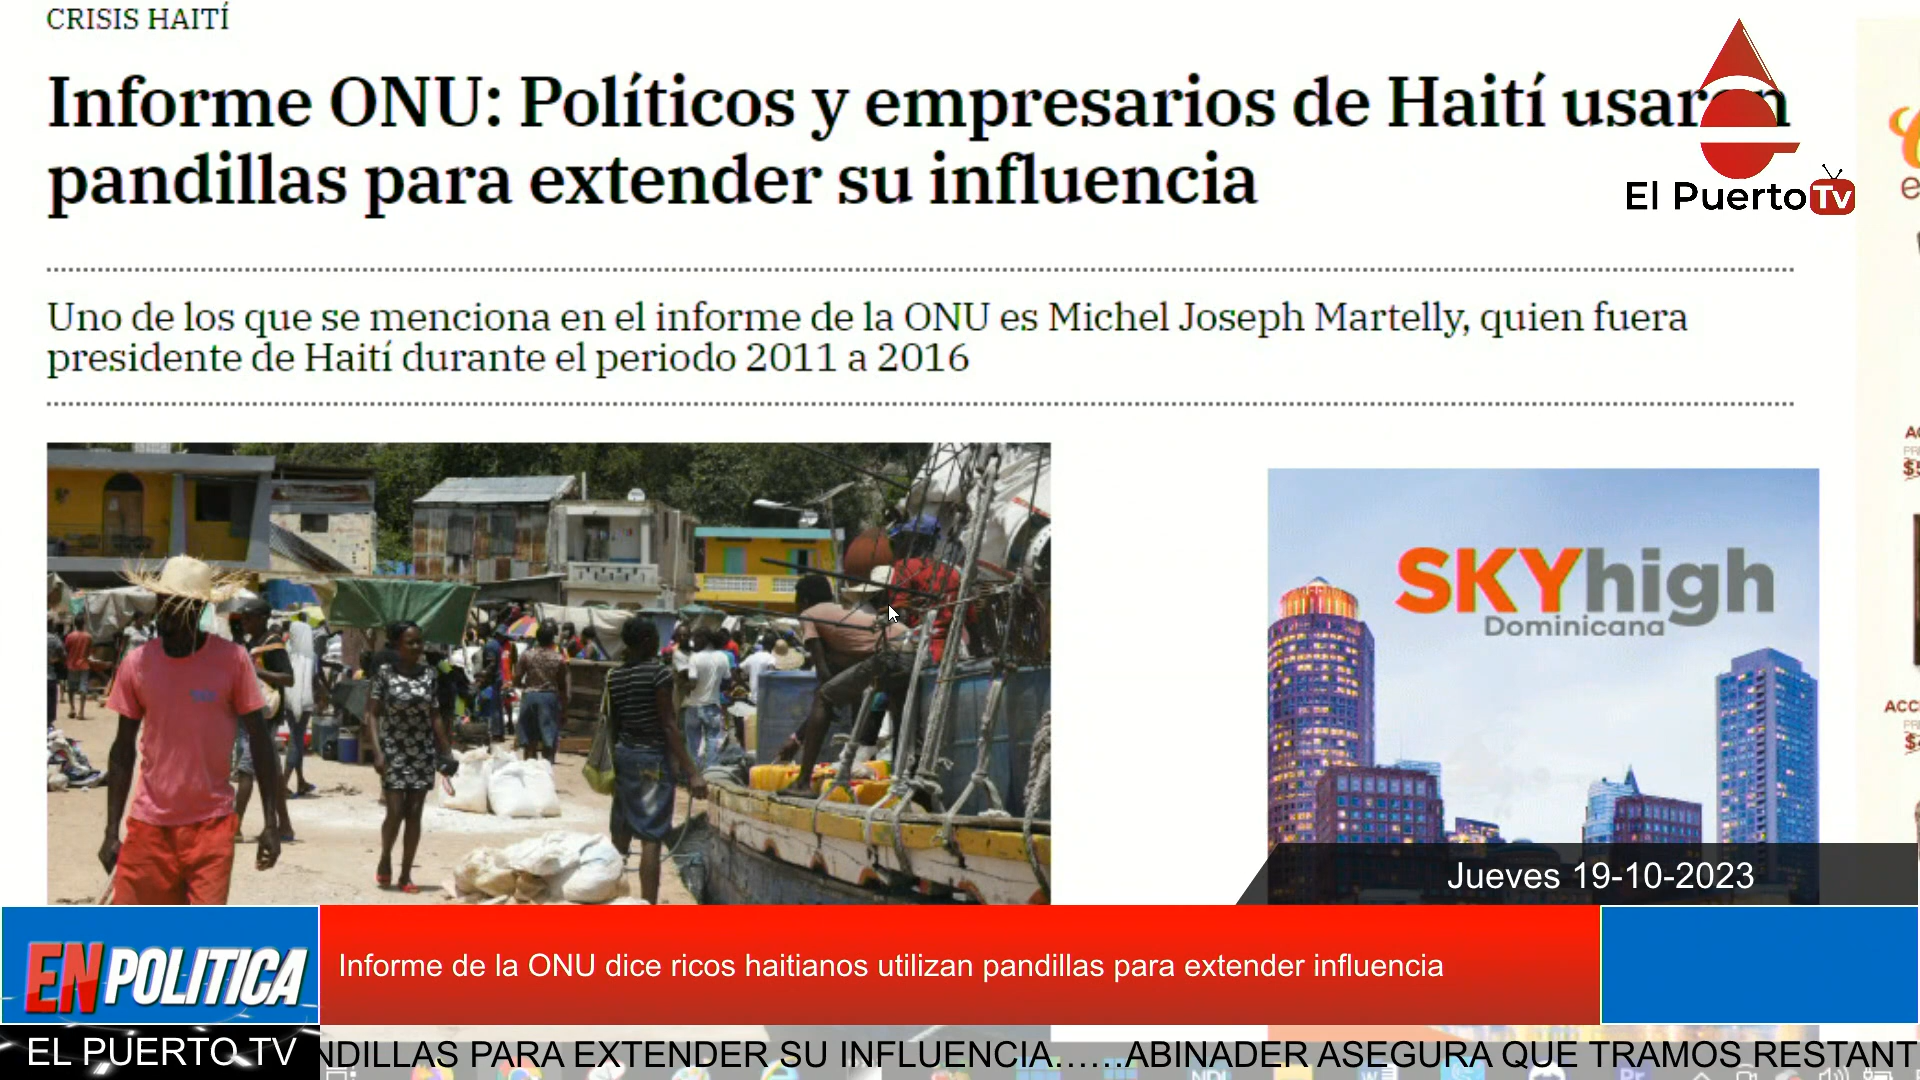 CRISIS HAITÍ
Informe ONU: Políticos y empresarios de Haití usaron
pandillas para extender su influencia
El Puerto Tv
Uno de los que se menciona en el informe de la ONU es Michel Joseph Martelly, quien fuera
presidente de Haití durante el periodo 2011 a 2016
SKYhigh
Dominicana
Jueves 19-10-2023
EN POLITICA
Informe de la ONU dice ricos haitianos utilizan pandillas para extender influencia
EL PUERTO TV
NDILLAS PARA EXTENDER SU INFLUENCIA......ABINADER ASEGURA QUE TRAMOS RESTANT